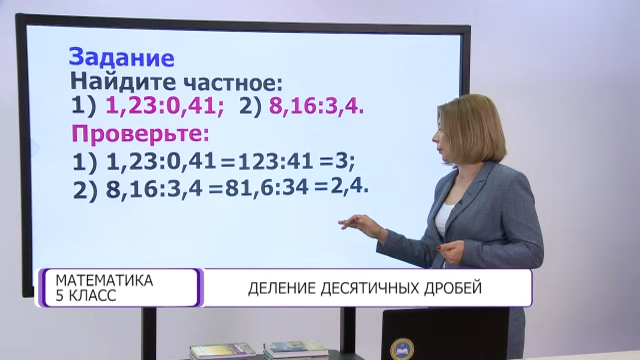 Задание
Найдите частное:
1) 1,23:0,41; 2) 8,16:3,4.
Проверьте:
1) 1,23:0,41=123:41=3;
2) 8,16:3,4=81,6:34=2,4.
МАТЕМАТИКА
5 КЛАСС
ДЕЛЕНИЕ ДЕСЯТИЧНЫХ ДРОБЕЙ